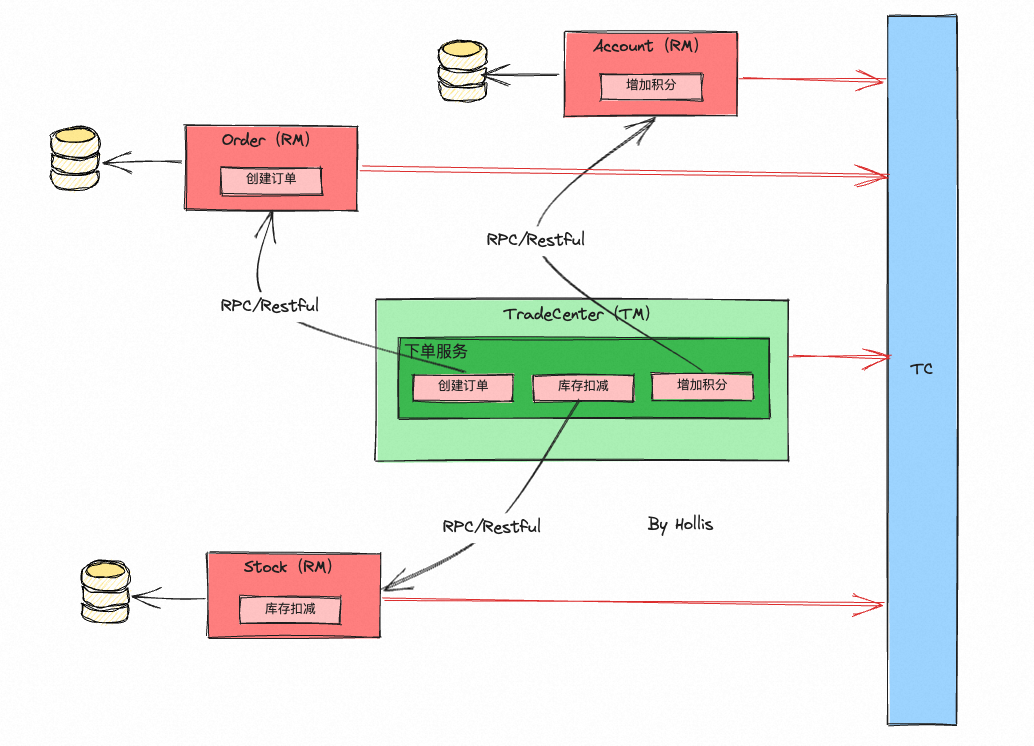 Account (RM)
增加积分
Order (RM)
创建订单
RPC/Restful
RPC/Restful
TradeCenter (TM)
下单服务
创建订单
库存扣减
增加积分
TC
RPC/Restful
By Hollis
Stock (RM)
库存扣减